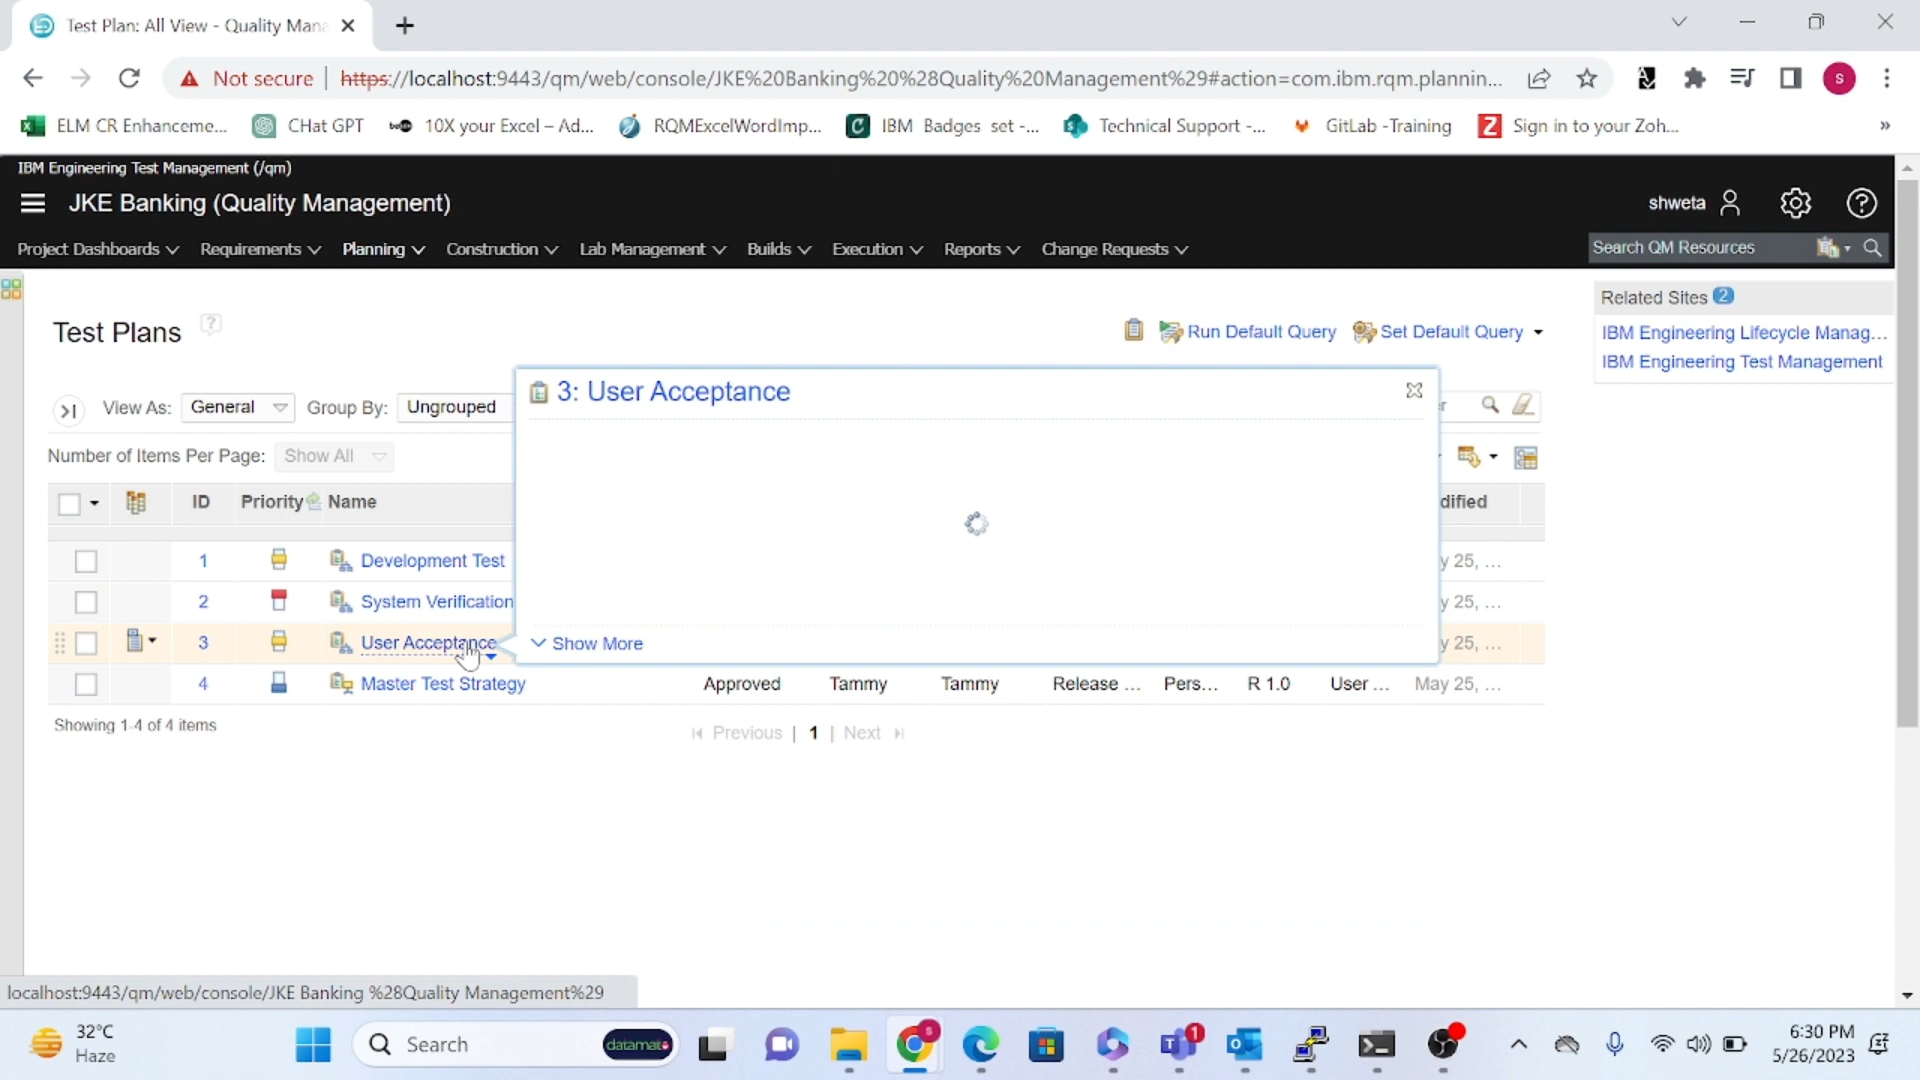 Test Plan: All View - Quality Mana
Not secure | https://localhost:9443/qm/web/console/JKE%20Banking%20%28Quality%20Management%29#action=com.ibm.rqm.plannin...
S
ELM CR Enhanceme...
CHat GPT
10X your Excel – Ad...
RQMExcelWordImp...
IBM Badges set -...
Technical Support -...
GitLab -Training
Sign in to your Zoh...
»
IBM Engineering Test Management (/qm)
JKE Banking (Quality Management)
shweta
Project Dashboards
Requirements
Planning
Construction
Lab Management
Builds
Execution
Reports
Change Requests
Search QM Resources
Related Sites 2
IBM Engineering Lifecycle Manag...
IBM Engineering Test Management
Test Plans ?
Run Default Query
Set Default Query
View As: General
Group By: Ungrouped
r
Number of Items Per Page: Show All
3: User Acceptance
Show More
ID Priority Name dified
1 Development Test y 25, ...
2 System Verification y 25, ...
3 User Acceptance y 25, ...
4 Master Test Strategy Approved Tammy Tammy Release ... Pers... R 1.0 User ... May 25, ...
Showing 1-4 of 4 items
Previous | 1 | Next
localhost:9443/qm/web/console/JKE Banking %28Quality Management%29
32°C
Haze
Search
datamato
S
1
6:30 PM
5/26/2023